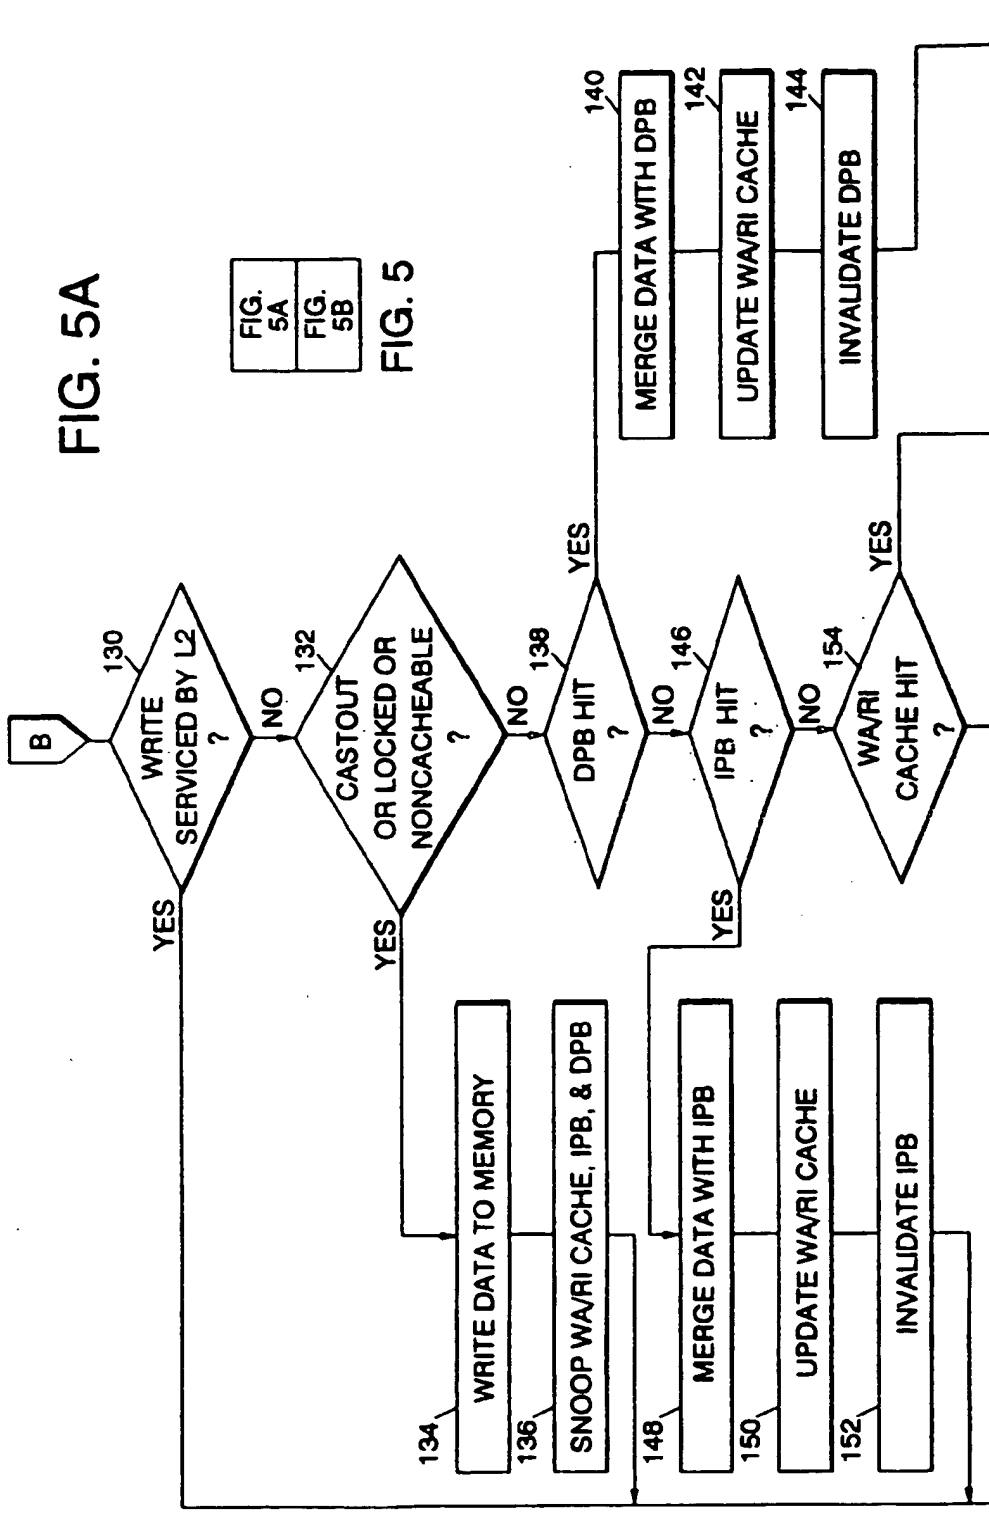 FIG. 5A
FIG.
5A
FIG.
5B
FIG. 5
B
130
WRITE
SERVICED BY L2
?
YES
NO
132
CASTOUT
OR LOCKED OR
NONCACHEABLE
?
YES
NO
134
WRITE DATA TO MEMORY
136
SNOOP WA/RI CACHE, IPB, & DPB
138
DPB HIT
?
YES
NO
140
MERGE DATA WITH DPB
142
UPDATE WA/RI CACHE
144
INVALIDATE DPB
146
IPB HIT
?
YES
NO
148
MERGE DATA WITH IPB
150
UPDATE WA/RI CACHE
152
INVALIDATE IPB
154
WA/RI
CACHE HIT
?
YES